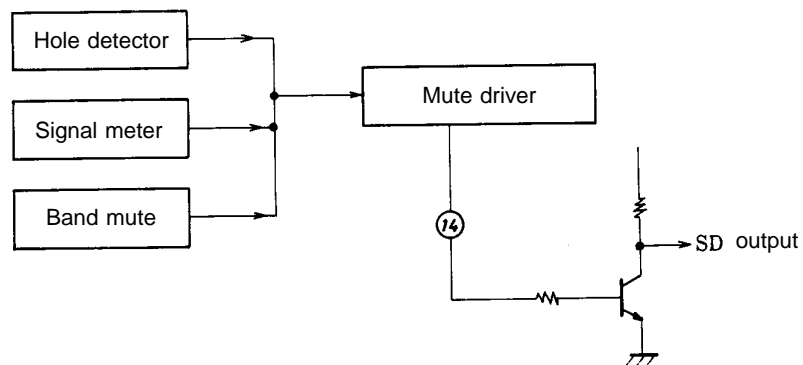 Hole detector
Mute driver
Signal meter
Band mute
14
SD output